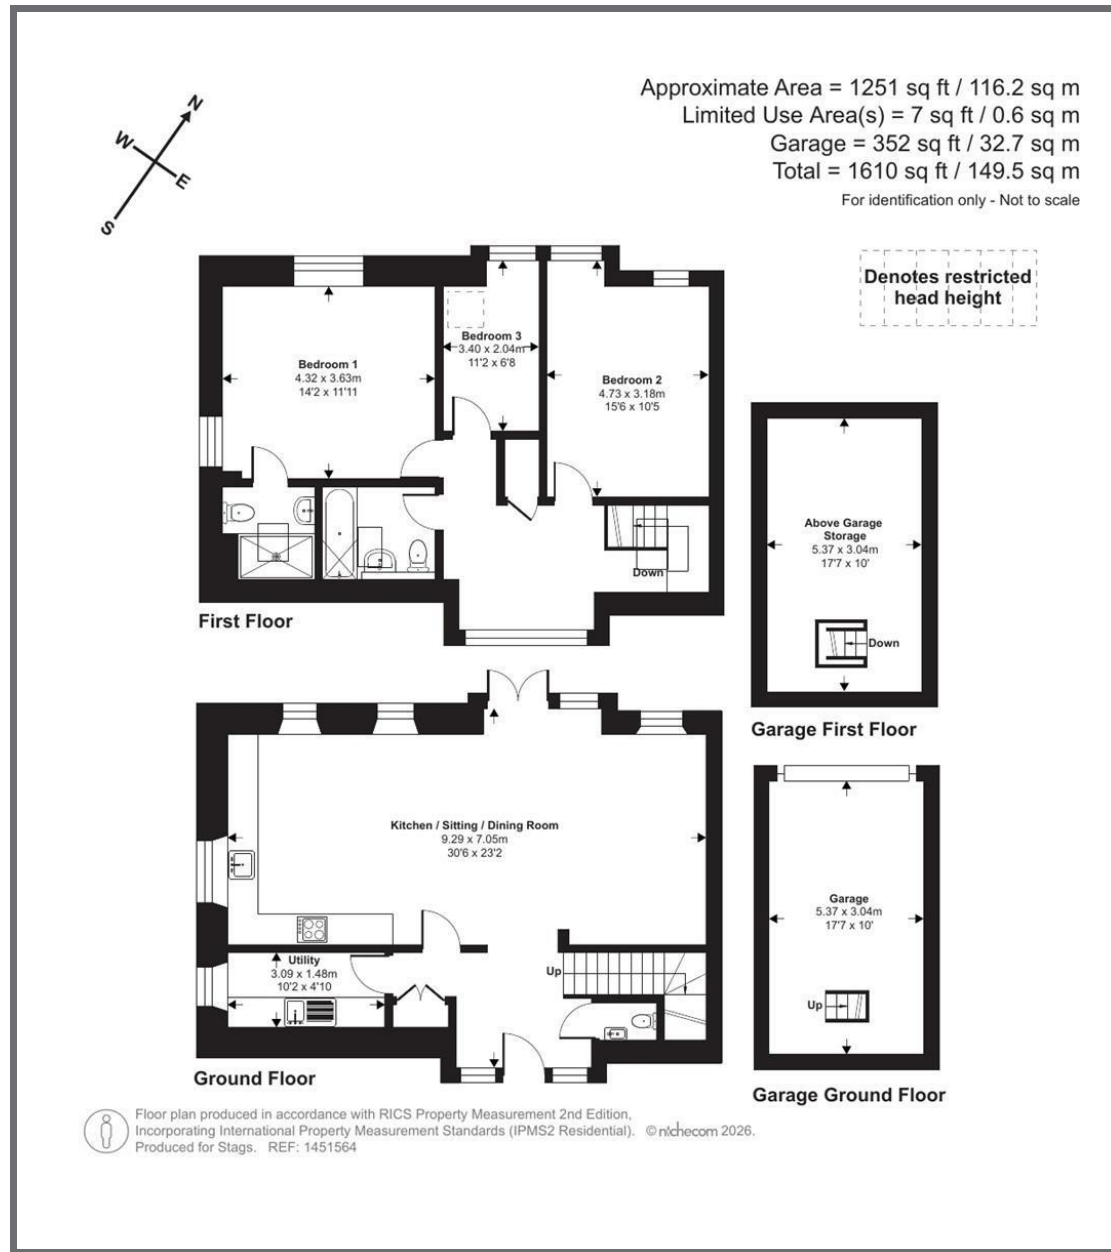 Approximate Area = 1251 sq ft / 116.2 sq m
Limited Use Area(s) = 7 sq ft / 0.6 sq m
Garage = 352 sq ft / 32.7 sq m
Total = 1610 sq ft / 149.5 sq m
For identification only - Not to scale
N
W
E
S
Denotes restricted
head height
Bedroom 1
4.32 x 3.63m
14'2 x 11'11
Bedroom 3
3.40 x 2.04m
11'2 x 6'8
Bedroom 2
4.73 x 3.18m
15'6 x 10'5
Down
First Floor
Above Garage
Storage
5.37 x 3.04m
17'7 x 10'
Down
Garage First Floor
Kitchen / Sitting / Dining Room
9.29 x 7.05m
30'6 x 23'2
Utility
3.09 x 1.48m
10'2 x 4'10
Up
Ground Floor
Garage
5.37 x 3.04m
17'7 x 10'
Up
Garage Ground Floor
Floor plan produced in accordance with RICS Property Measurement 2nd Edition,
Incorporating International Property Measurement Standards (IPMS2 Residential). © nichecom 2026.
Produced for Stags. REF: 1451564